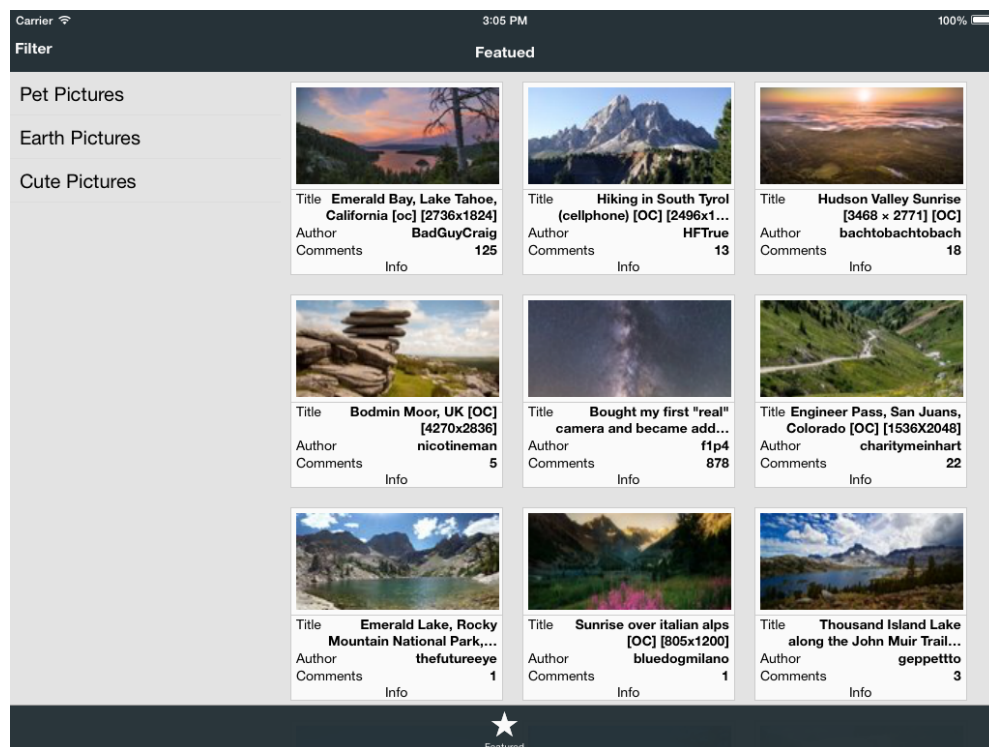 Carrier 3:05 PM 100%
Filter
Featued
Pet Pictures
Earth Pictures
Cute Pictures
Title Emerald Bay, Lake Tahoe,
California [oc] [2736x1824]
Author BadGuyCraig
Comments 125
Info
Title Hiking in South Tyrol
(cellphone) [OC] [2496x1...
Author HFTrue
Comments 13
Info
Title Hudson Valley Sunrise
[3468 × 2771] [OC]
Author bachtobachtobach
Comments 18
Info
Title Bodmin Moor, UK [OC]
[4270x2836]
Author nicotineman
Comments 5
Info
Title Bought my first "real"
camera and became add...
Author f1p4
Comments 878
Info
Title Engineer Pass, San Juans,
Colorado [OC] [1536X2048]
Author charitymeinhart
Comments 22
Info
Title Emerald Lake, Rocky
Mountain National Park,...
Author thefutureeye
Comments 1
Info
Title Sunrise over italian alps
[OC] [805x1200]
Author bluedogmilano
Comments 1
Info
Title Thousand Island Lake
along the John Muir Trail...
Author geppettto
Comments 3
Info
Featured